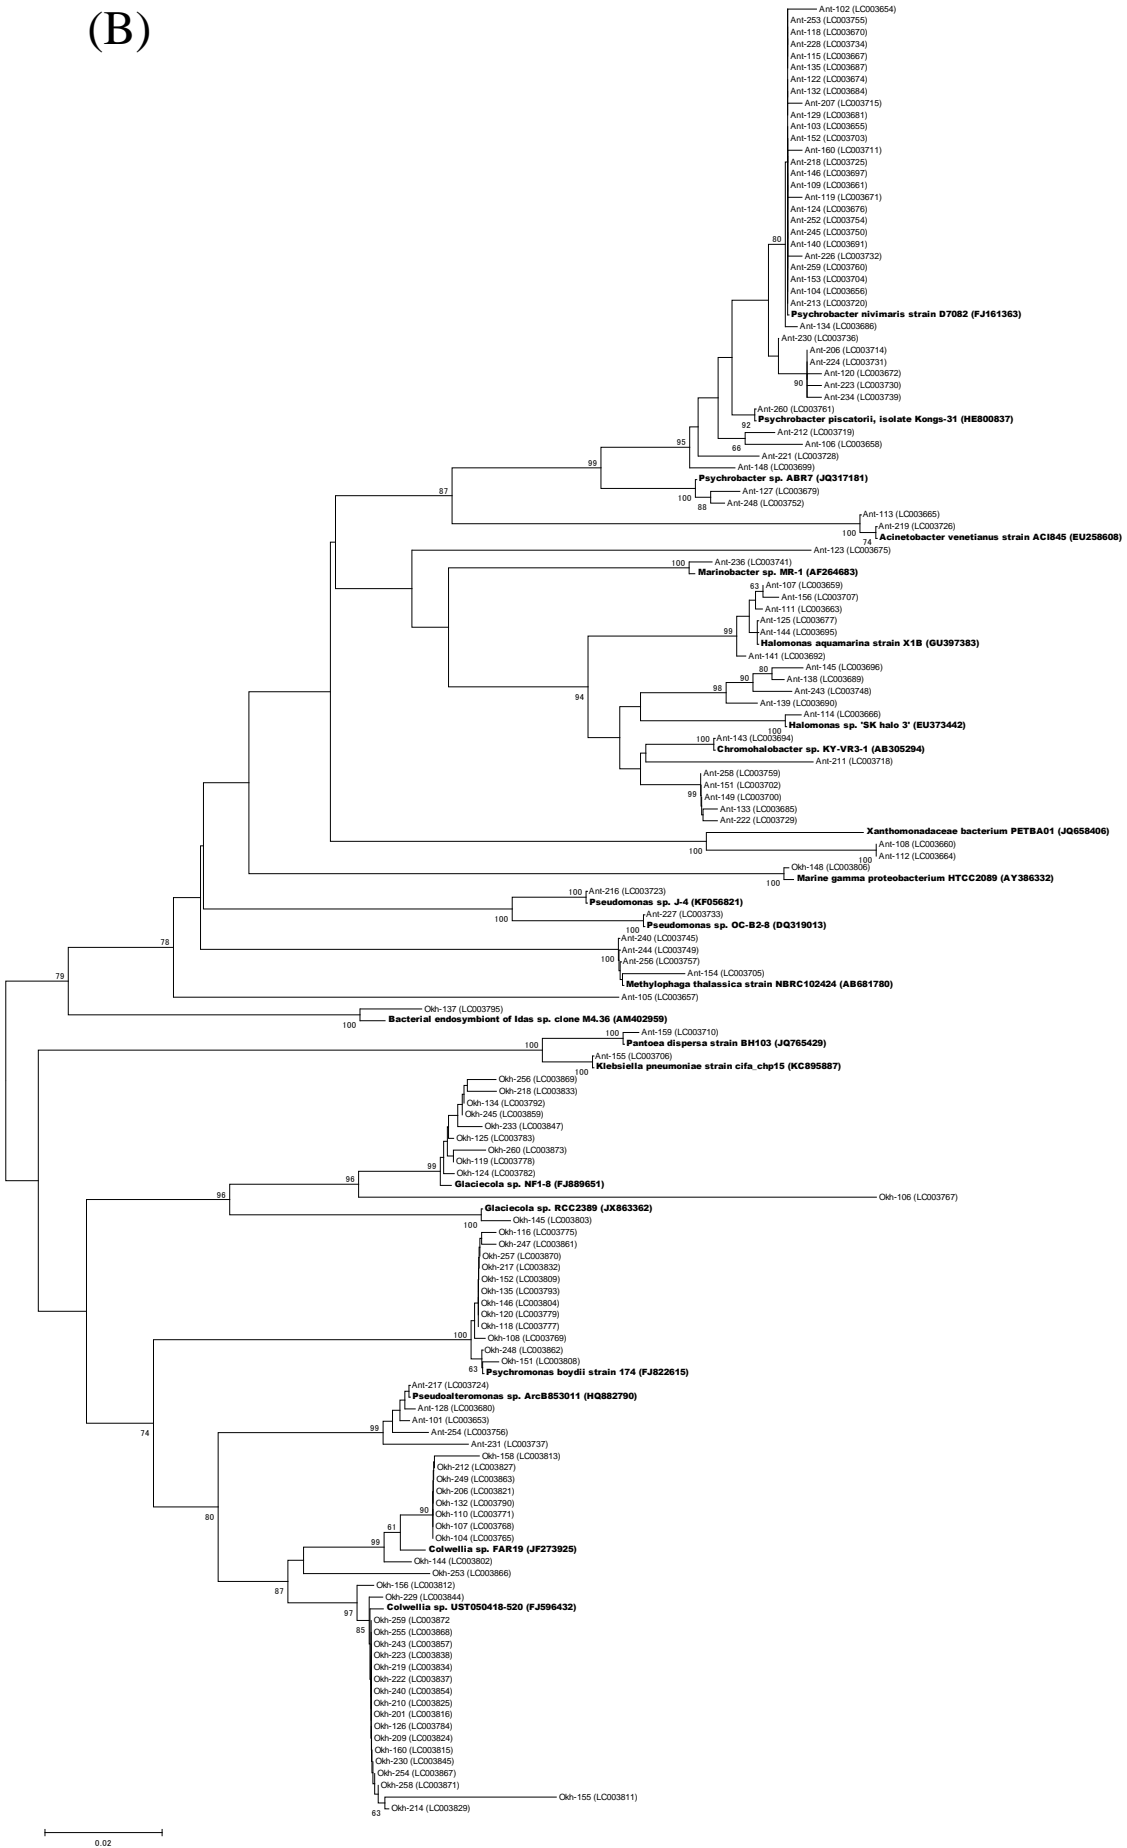 (B)
Ant-102 (LC003654)
Ant-253 (LC003755)
Ant-118 (LC003670)
Ant-228 (LC003734)
Ant-115 (LC003667)
Ant-135 (LC003687)
Ant-122 (LC003674)
Ant-132 (LC003684)
Ant-207 (LC003715)
Ant-129 (LC003681)
Ant-103 (LC003655)
Ant-152 (LC003703)
Ant-160 (LC003711)
Ant-218 (LC003725)
Ant-146 (LC003697)
Ant-109 (LC003661)
Ant-119 (LC003671)
Ant-124 (LC003676)
Ant-252 (LC003754)
Ant-245 (LC003750)
80 Ant-140 (LC003691)
Ant-226 (LC003732)
Ant-259 (LC003760)
Ant-153 (LC003704)
Ant-104 (LC003656)
Ant-213 (LC003720)
Psychrobacter nivimaris strain D7082 (FJ161363)
Ant-134 (LC003686)
Ant-230 (LC003736)
Ant-206 (LC003714)
Ant-224 (LC003731)
Ant-120 (LC003672)
90 Ant-223 (LC003730)
Ant-234 (LC003739)
Ant-260 (LC003761)
Psychrobacter piscatorii, isolate Kongs-31 (HE800837)
92
Ant-212 (LC003719)
95 Ant-106 (LC003658)
66
Ant-221 (LC003728)
99 Ant-148 (LC003699)
Psychrobacter sp. ABR7 (JQ317181)
87 Ant-127 (LC003679)
100
88 Ant-248 (LC003752)
Ant-113 (LC003665)
Ant-219 (LC003726)
100
74 Acinetobacter venetianus strain ACI845 (EU258608)
Ant-123 (LC003675)
100 Ant-236 (LC003741)
Marinobacter sp. MR-1 (AF264683)
63 Ant-107 (LC003659)
Ant-156 (LC003707)
Ant-111 (LC003663)
Ant-125 (LC003677)
99 Ant-144 (LC003695)
Halomonas aquamarina strain X1B (GU397383)
Ant-141 (LC003692)
80 Ant-145 (LC003696)
90 Ant-138 (LC003689)
98 Ant-243 (LC003748)
94 Ant-139 (LC003690)
Ant-114 (LC003666)
Halomonas sp. 'SK halo 3' (EU373442)
100
100 Ant-143 (LC003694)
Chromohalobacter sp. KY-VR3-1 (AB305294)
Ant-211 (LC003718)
Ant-258 (LC003759)
Ant-151 (LC003702)
99 Ant-149 (LC003700)
Ant-133 (LC003685)
Ant-222 (LC003729)
Xanthomonadaceae bacterium PETBA01 (JQ658406)
100 Ant-108 (LC003660)
100 Ant-112 (LC003664)
Okh-148 (LC003806)
100 Marine gamma proteobacterium HTCC2089 (AY386332)
100 Ant-216 (LC003723)
Pseudomonas sp. J-4 (KF056821)
100 Ant-227 (LC003733)
Pseudomonas sp. OC-B2-8 (DQ319013)
100
78 Ant-240 (LC003745)
Ant-244 (LC003749)
100 Ant-256 (LC003757)
79 Ant-154 (LC003705)
Methylophaga thalassica strain NBRC102424 (AB681780)
Ant-105 (LC003657)
Okh-137 (LC003795)
100 Bacterial endosymbiont of Idas sp. clone M4.36 (AM402959)
100 Ant-159 (LC003710)
100 Pantoea dispersa strain BH103 (JQ765429)
Ant-155 (LC003706)
100 Klebsiella pneumoniae strain cifa_chp15 (KC895887)
Okh-256 (LC003869)
Okh-218 (LC003833)
Okh-134 (LC003792)
Okh-245 (LC003859)
Okh-233 (LC003847)
Okh-125 (LC003783)
Okh-260 (LC003873)
99 Okh-119 (LC003778)
96 Okh-124 (LC003782)
Glaciecola sp. NF1-8 (FJ889651)
96 Okh-106 (LC003767)
Glaciecola sp. RCC2389 (JX863362)
100 Okh-145 (LC003803)
Okh-116 (LC003775)
Okh-247 (LC003861)
Okh-257 (LC003870)
Okh-217 (LC003832)
Okh-152 (LC003809)
Okh-135 (LC003793)
Okh-146 (LC003804)
Okh-120 (LC003779)
Okh-118 (LC003777)
100 Okh-108 (LC003769)
Okh-248 (LC003862)
Okh-151 (LC003808)
63 Psychromonas boydii strain 174 (FJ822615)
Ant-217 (LC003724)
Pseudoalteromonas sp. ArcB853011 (HQ882790)
Ant-128 (LC003680)
Ant-101 (LC003653)
74 99 Ant-254 (LC003756)
Ant-231 (LC003737)
Okh-158 (LC003813)
Okh-212 (LC003827)
Okh-249 (LC003863)
Okh-206 (LC003821)
Okh-132 (LC003790)
80 90 Okh-110 (LC003771)
61 Okh-107 (LC003768)
Okh-104 (LC003765)
99 Colwellia sp. FAR19 (JF273925)
Okh-144 (LC003802)
Okh-253 (LC003866)
87 Okh-156 (LC003812)
Okh-229 (LC003844)
97 Colwellia sp. UST050418-520 (FJ596432)
Okh-259 (LC003872
85 Okh-255 (LC003868)
Okh-243 (LC003857)
Okh-223 (LC003838)
Okh-219 (LC003834)
Okh-222 (LC003837)
Okh-240 (LC003854)
Okh-210 (LC003825)
Okh-201 (LC003816)
Okh-126 (LC003784)
Okh-209 (LC003824)
Okh-160 (LC003815)
Okh-230 (LC003845)
Okh-254 (LC003867)
Okh-258 (LC003871)
Okh-155 (LC003811)
63 Okh-214 (LC003829)
0.02